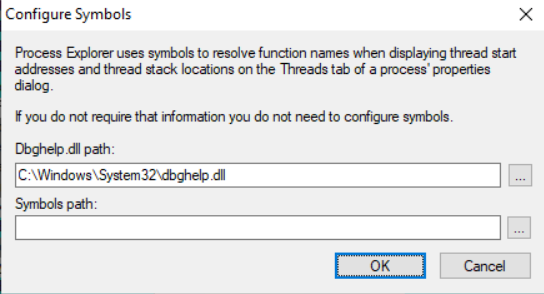 Configure Symbols
Process Explorer uses symbols to resolve function names when displaying thread start
addresses and thread stack locations on the Threads tab of a process' properties
dialog.
If you do not require that information you do not need to configure symbols.
Dbghelp.dll path:
C:\Windows\System32\dbghelp.dll
...
Symbols path:
...
OK
Cancel